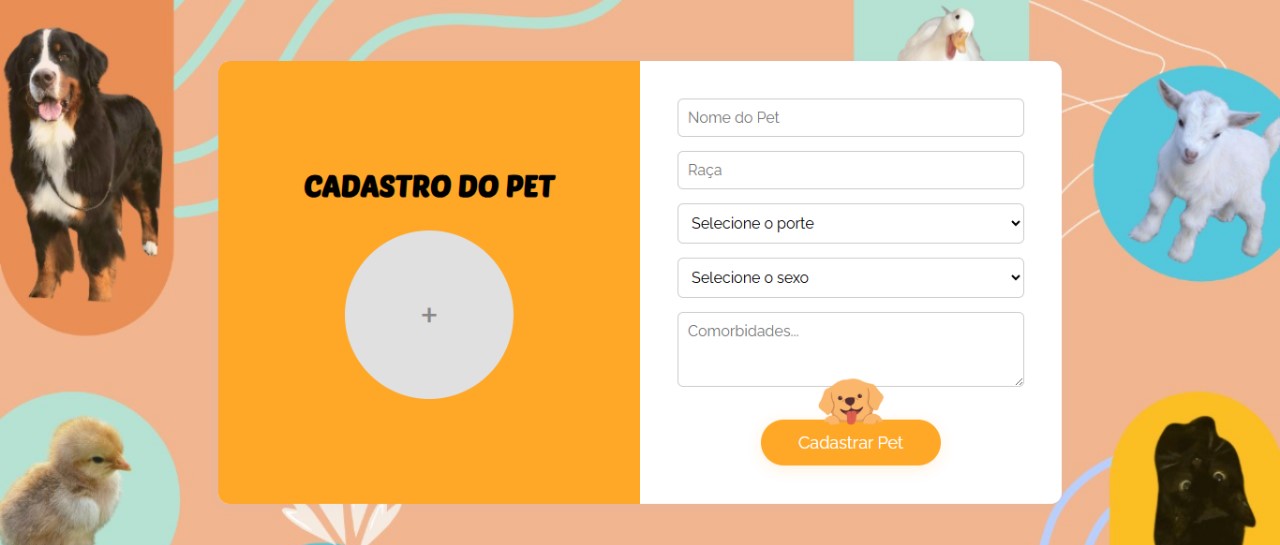 CADASTRO DO PET
+
Nome do Pet
Raça
Selecione o porte
Selecione o sexo
Comorbidades...
Cadastrar Pet